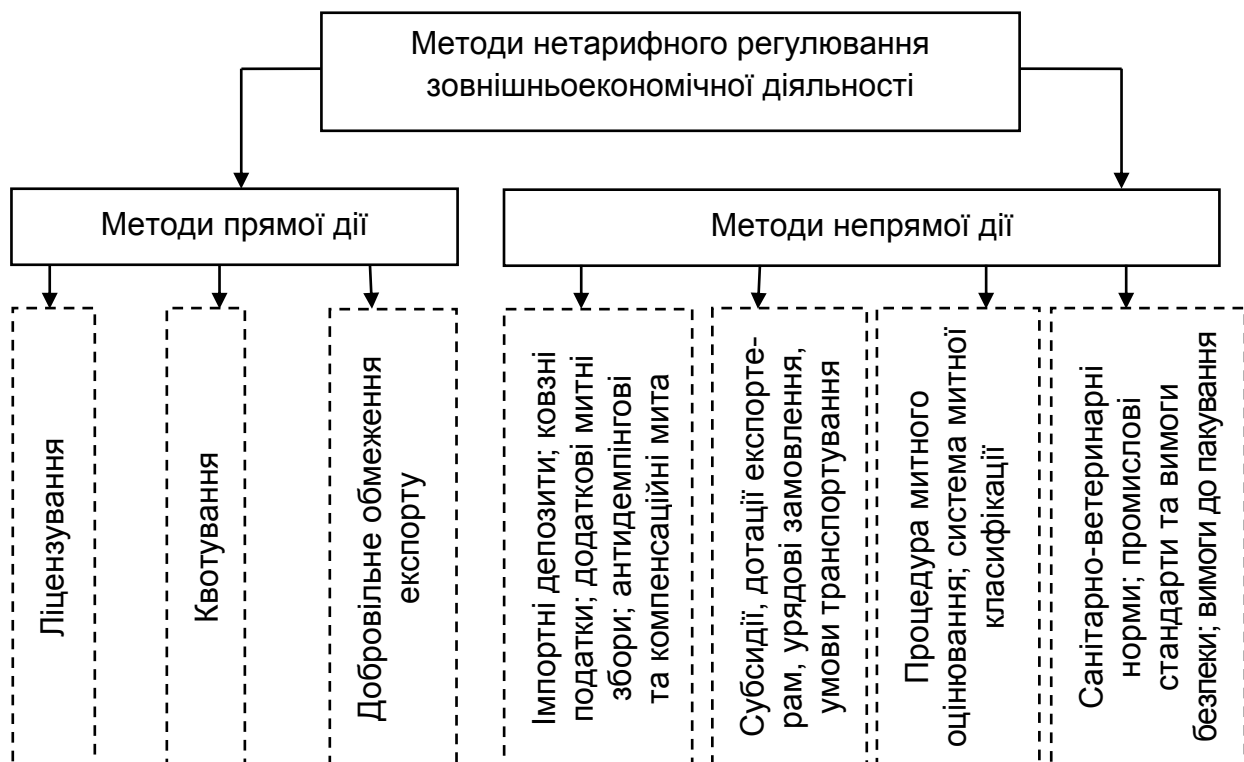 Методи нетарифного регулювання
зовнішньоекономічної діяльності
Методи прямої дії
Методи непрямої дії
Ліцензування
Квотування
Добровільне обмеження
експорту
Імпортні депозити; ковзні
податки; додаткові митні
збори; антидемпінгові
та компенсаційні мита
Субсидії, дотації експорте-
рам, урядові замовлення,
умови транспортування
Процедура митного
оцінювання; система митної
класифікації
Санітарно-ветеринарні
норми; промислові
стандарти та вимоги
безпеки; вимоги до пакування